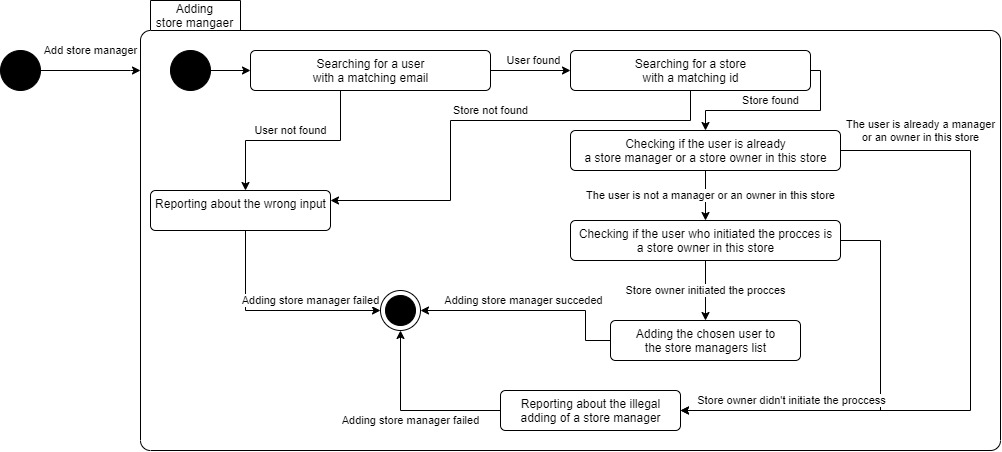 Adding
store mangaer
Add store manager
Searching for a user
with a matching email
User found
Searching for a store
with a matching id
Store found
Store not found
User not found
The user is already a manager
or an owner in this store
Checking if the user is already
a store manager or a store owner in this store
Reporting about the wrong input
The user is not a manager or an owner in this store
Checking if the user who initiated the procces is
a store owner in this store
Store owner initiated the procces
Adding store manager failed
Adding store manager succeded
Adding the chosen user to
the store managers list
Reporting about the illegal
adding of a store manager
Store owner didn't initiate the proccess
Adding store manager failed